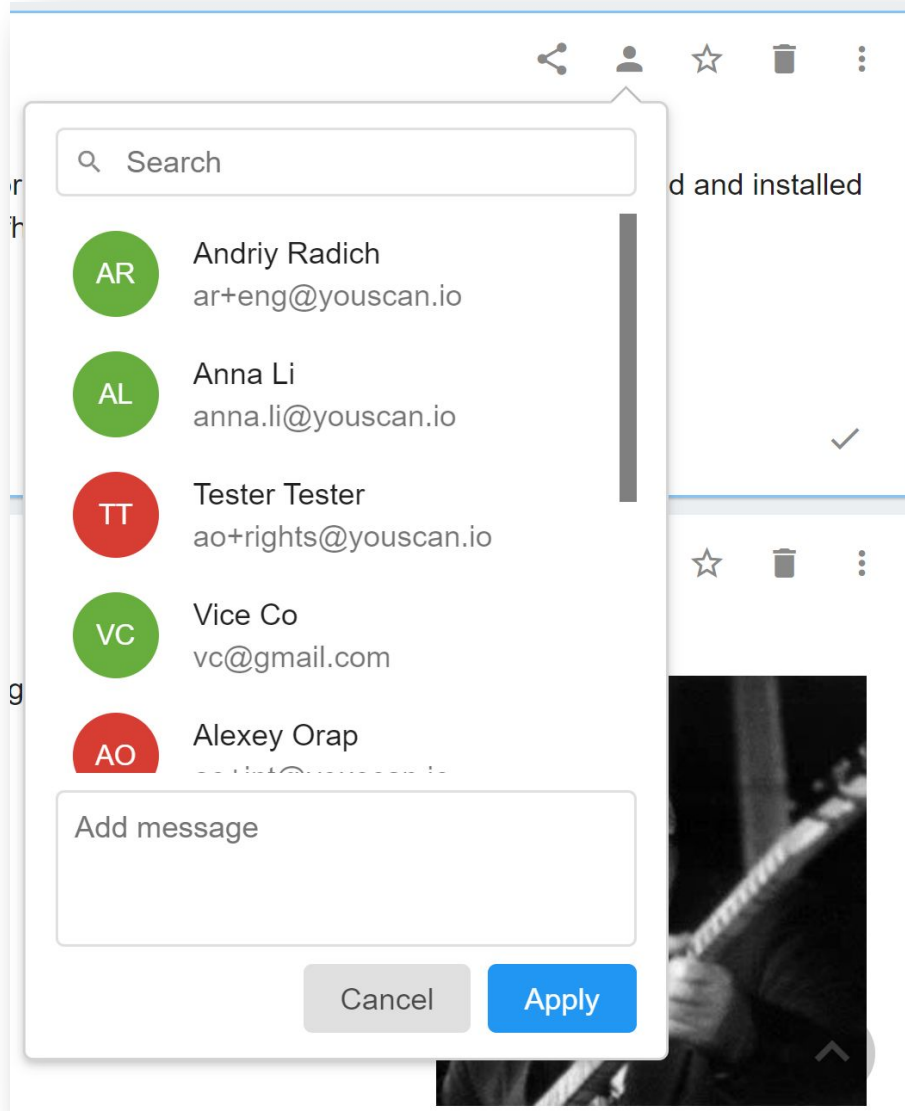 Search
d and installed
AR
Andriy Radich
ar+eng@youscan.io
AL
Anna Li
anna.li@youscan.io
TT
Tester Tester
ao+rights@youscan.io
VC
Vice Co
vc@gmail.com
g
AO
Alexey Orap
Add message
Cancel
Apply